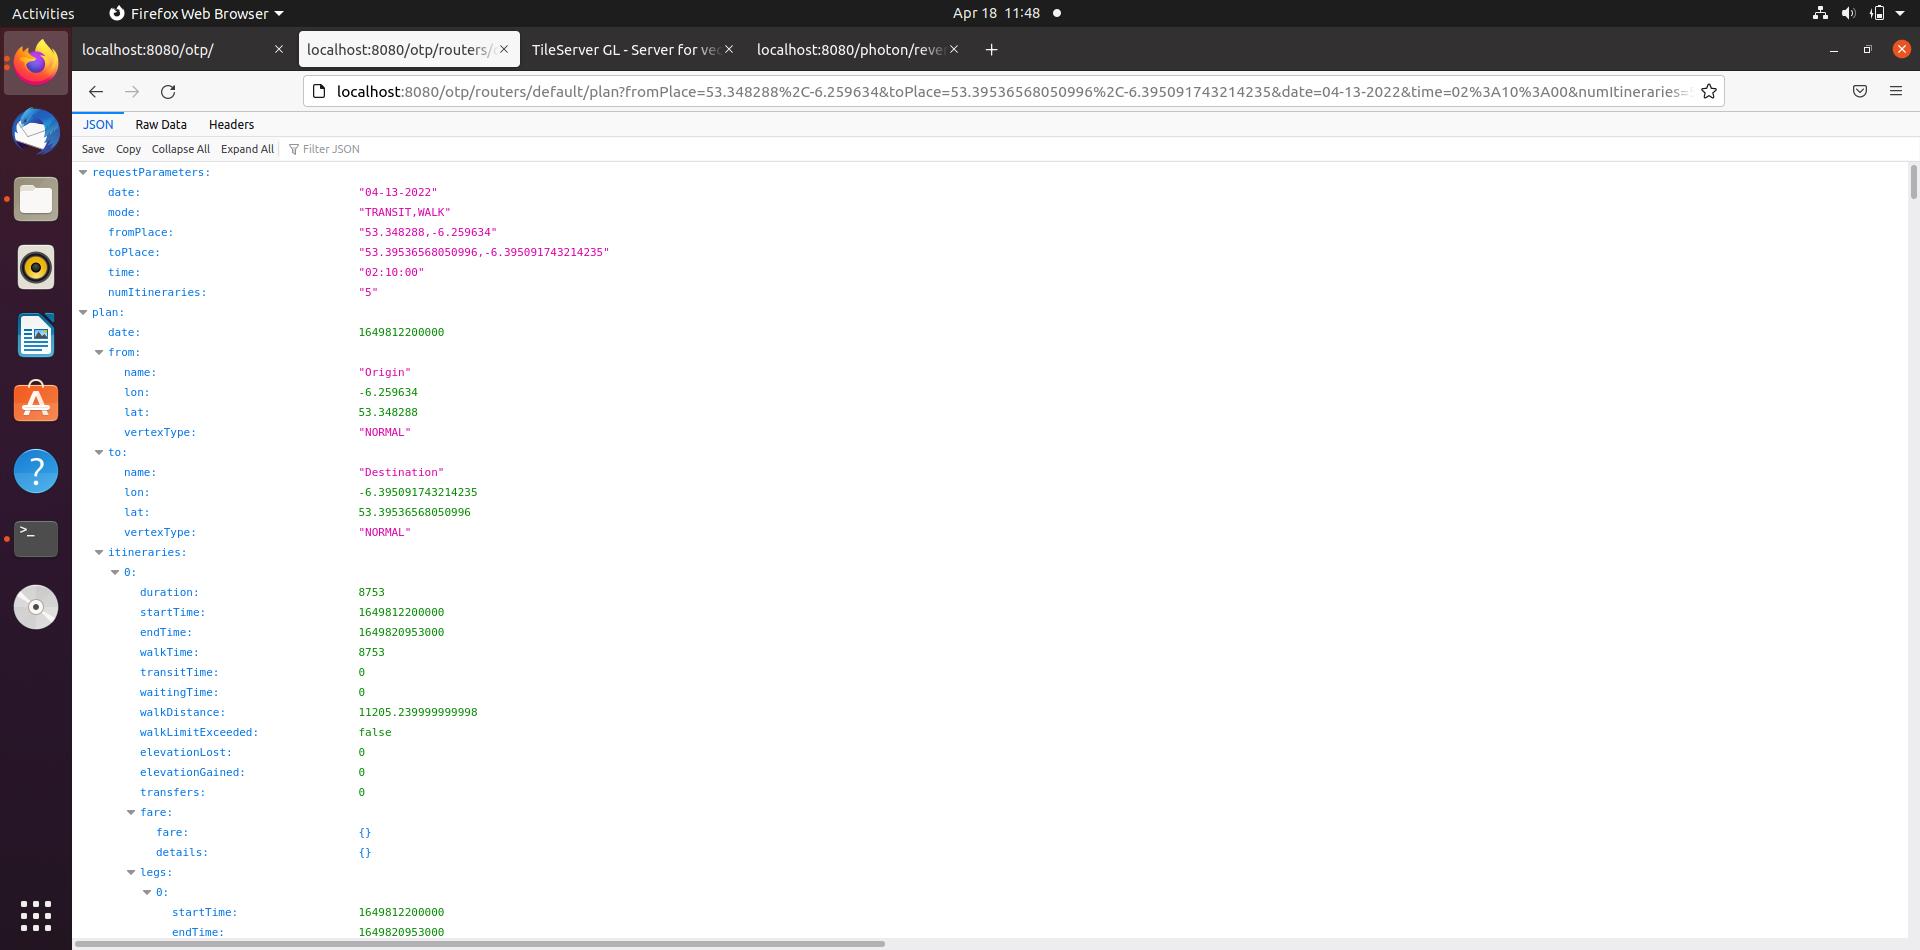 Activities Firefox Web Browser Apr 18 11:48
localhost:8080/otp/ localhost:8080/otp/routers/ TileServer GL - Server for vec localhost:8080/photon/reve
localhost:8080/otp/routers/default/plan?fromPlace=53.348288%2C-6.259634&toPlace=53.39536568050996%2C-6.395091743214235&date=04-13-2022&time=02%3A10%3A00&numItineraries=
JSON Raw Data Headers
Save Copy Collapse All Expand All Filter JSON
requestParameters:
date: "04-13-2022"
mode: "TRANSIT,WALK"
fromPlace: "53.348288,-6.259634"
toPlace: "53.39536568050996,-6.395091743214235"
time: "02:10:00"
numItineraries: "5"
plan:
date: 1649812200000
from:
name: "Origin"
lon: -6.259634
lat: 53.348288
vertexType: "NORMAL"
to:
name: "Destination"
lon: -6.395091743214235
lat: 53.39536568050996
vertexType: "NORMAL"
itineraries:
0:
duration: 8753
startTime: 1649812200000
endTime: 1649820953000
walkTime: 8753
transitTime: 0
waitingTime: 0
walkDistance: 11205.239999999998
walkLimitExceeded: false
elevationLost: 0
elevationGained: 0
transfers: 0
fare:
fare: {}
details: {}
legs:
0:
startTime: 1649812200000
endTime: 1649820953000